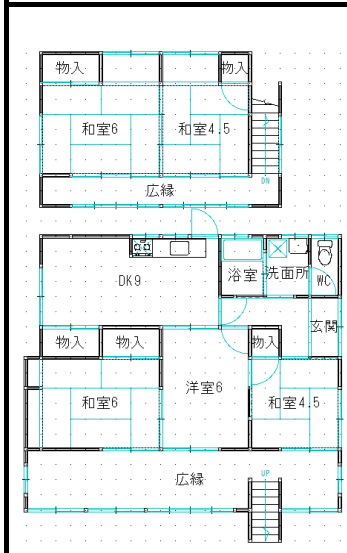 物入 物入
和室6 和室4.5
DN
広縁
DK9 浴室 洗面所 WC
玄関
物入 物入 物入
和室6 洋室6 和室4.5
広縁
UP